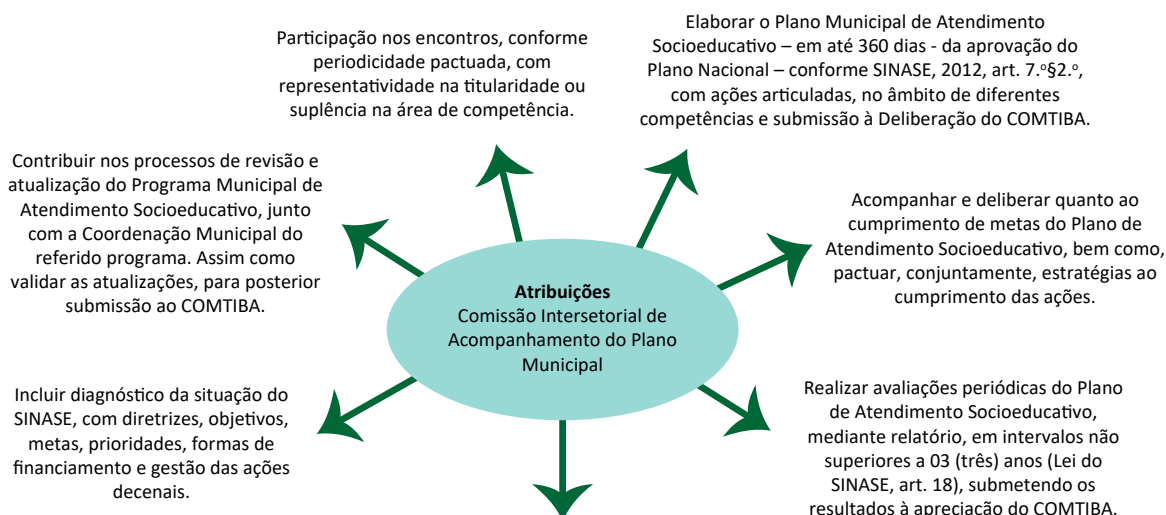 Participação nos encontros, conforme
periodicidade pactuada, com
representatividade na titularidade ou
suplência na área de competência.
Elaborar o Plano Municipal de Atendimento
Socioeducativo – em até 360 dias - da aprovação do
Plano Nacional – conforme SINASE, 2012, art. 7.º§2.º,
com ações articuladas, no âmbito de diferentes
competências e submissão à Deliberação do COMTIBA.
Contribuir nos processos de revisão e
atualização do Programa Municipal de
Atendimento Socioeducativo, junto
com a Coordenação Municipal do
referido programa. Assim como
validar as atualizações, para posterior
submissão ao COMTIBA.
Acompanhar e deliberar quanto ao
cumprimento de metas do Plano de
Atendimento Socioeducativo, bem como,
pactuar, conjuntamente, estratégias ao
cumprimento das ações.
Atribuições
Comissão Intersetorial de
Acompanhamento do Plano
Municipal
Incluir diagnóstico da situação do
SINASE, com diretrizes, objetivos,
metas, prioridades, formas de
financiamento e gestão das ações
decenais.
Realizar avaliações periódicas do Plano
de Atendimento Socioeducativo,
mediante relatório, em intervalos não
superiores a 03 (três) anos (Lei do
SINASE, art. 18), submetendo os
resultados à apreciação do COMTIBA.